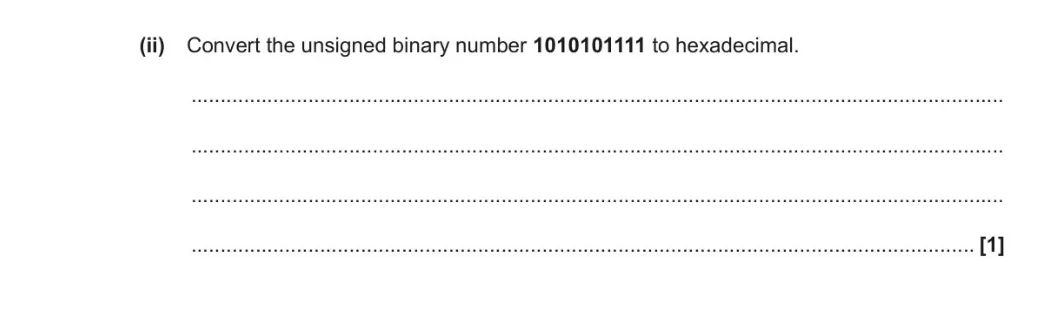 (ii) Convert the unsigned binary number 1010101111 to hexadecimal.
[1]